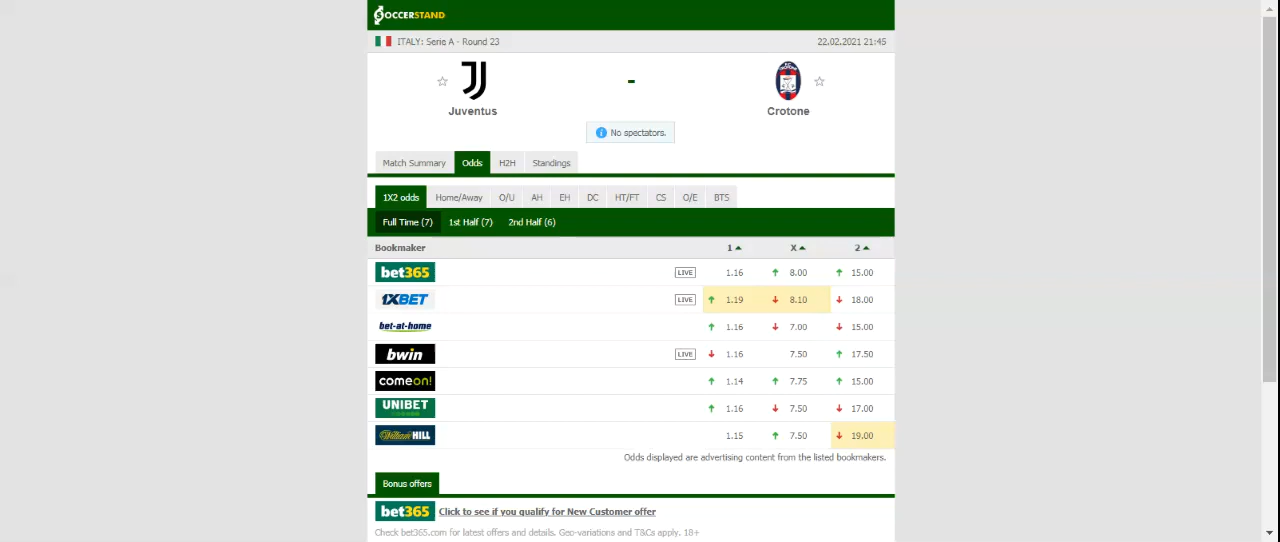 SOCCERSTAND
ITALY: Serie A - Round 23 22.02.2021 21:45
-
Juventus Crotone
No spectators.
Match Summary Odds H2H Standings
1X2 odds Home/Away O/U AH EH DC HT/FT CS O/E BTS
Full Time (7) 1st Half (7) 2nd Half (6)
Bookmaker 1 X 2
bet365 LIVE 1.16 8.00 15.00
1XBET LIVE 1.19 8.10 18.00
bet-at-home 1.16 7.00 15.00
bwin LIVE 1.16 7.50 17.50
comeon! 1.14 7.75 15.00
UNIBET 1.16 7.50 17.00
William HILL 1.15 7.50 19.00
Odds displayed are advertising content from the listed bookmakers.
Bonus offers
bet365 Click to see if you qualify for New Customer offer
Check bet365.com for latest offers and details. Geo-variations and T&Cs apply. 18+